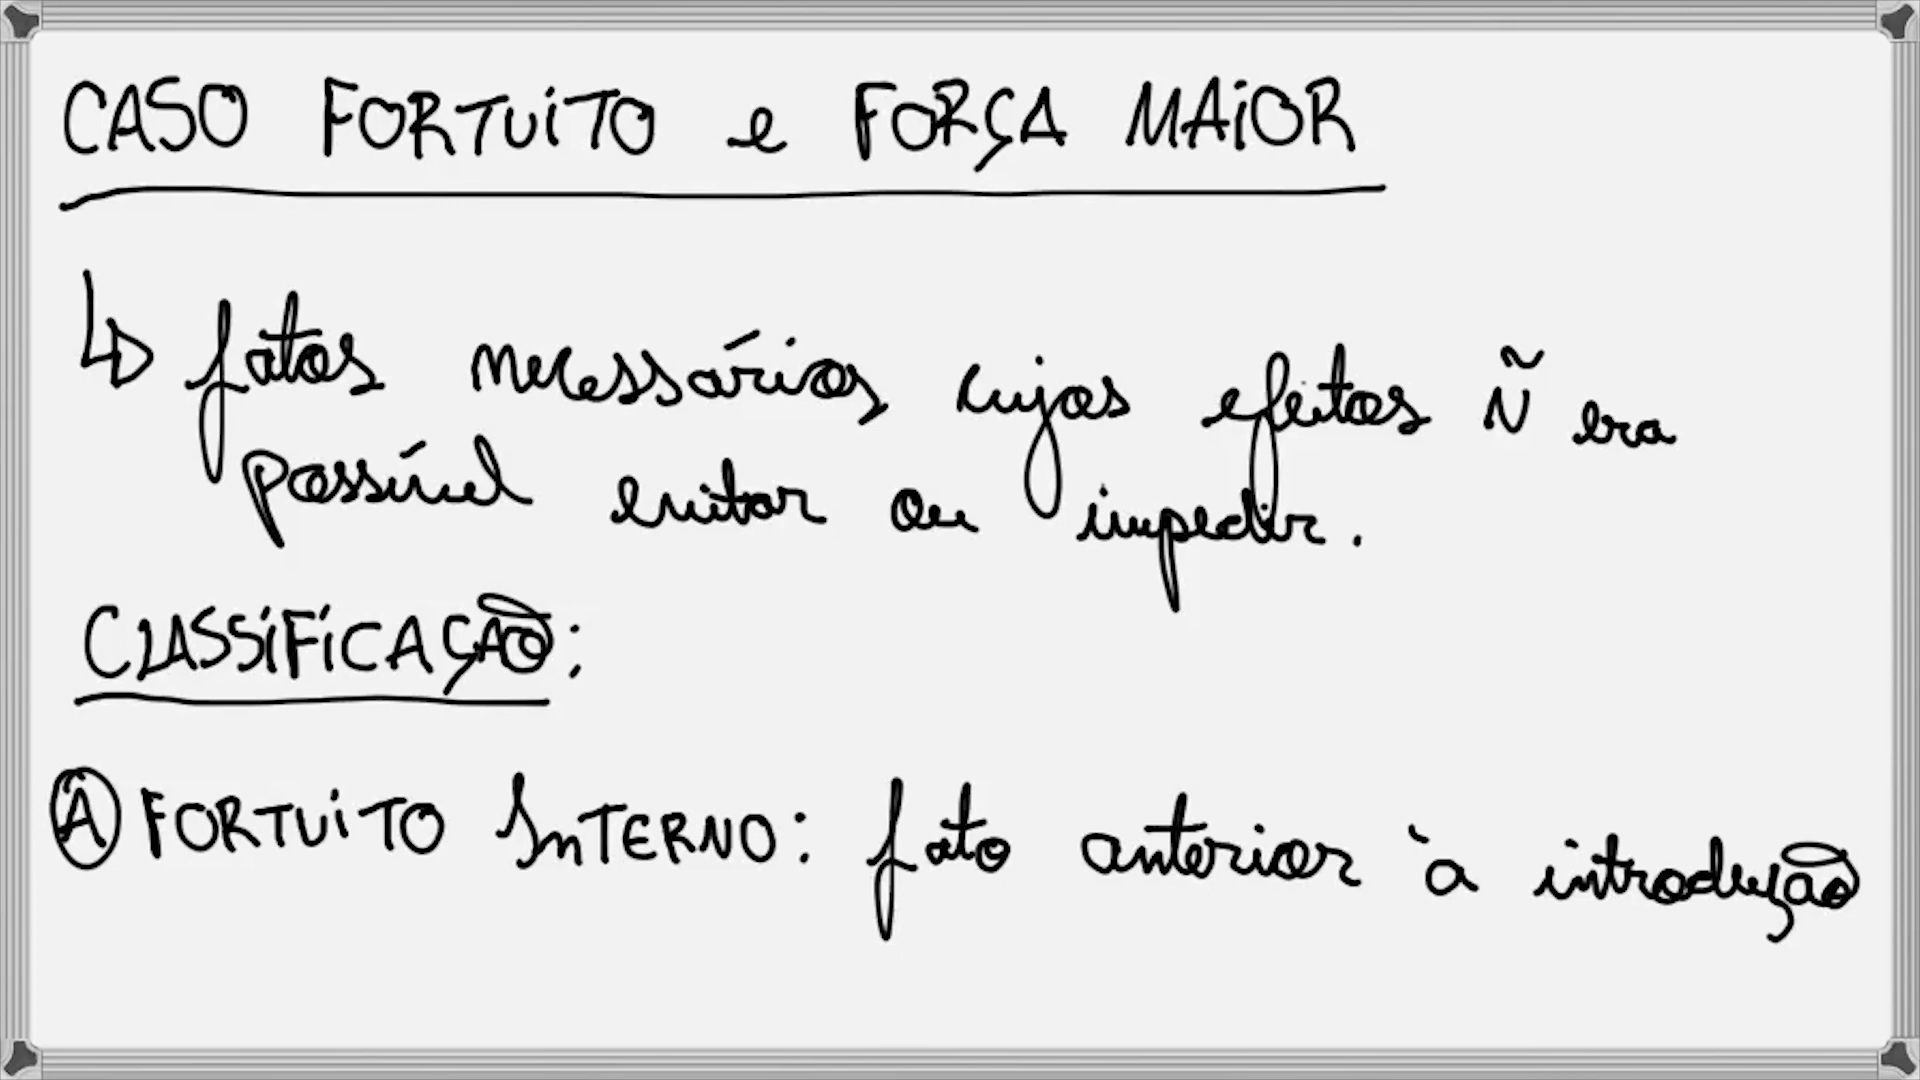 CASO FORTUITO e FORÇA MAIOR
↳ fatos necessários cujos efeitos Ñ era
possível evitar ou impedir.
CLASSIFICAÇÃO:
A FORTUITO INTERNO: fato anterior à introdução